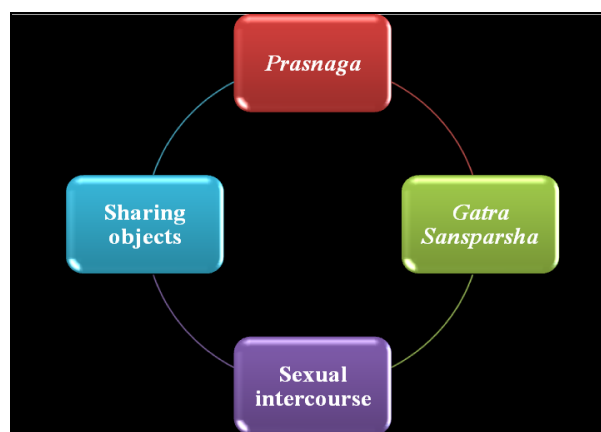 Prasnaga
Gatra
Sansparsha
Sexual
intercourse
Sharing
objects